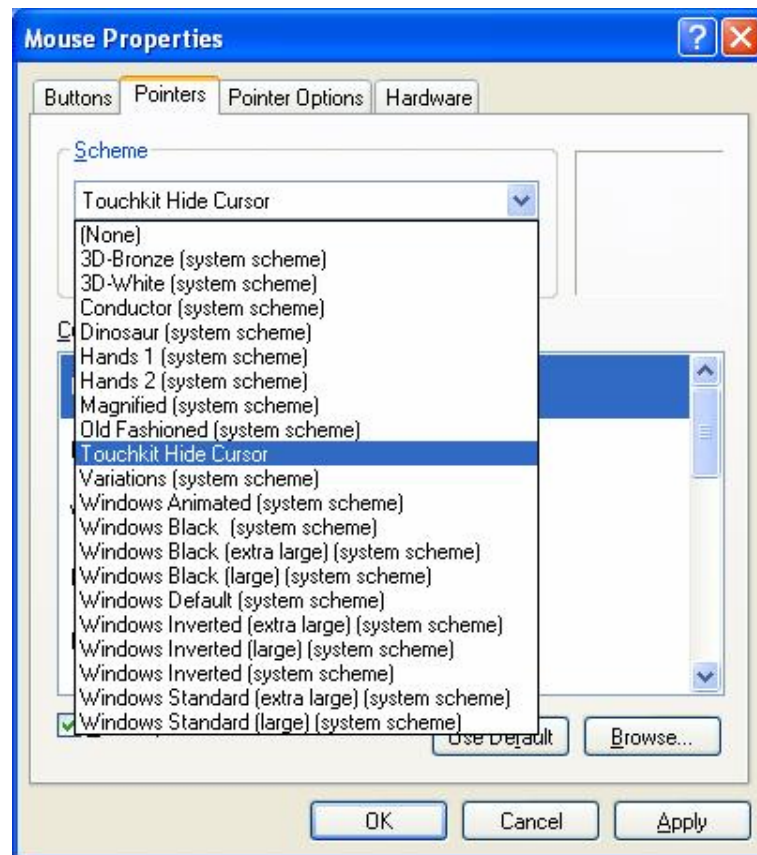 Mouse Properties
Buttons Pointers Pointer Options Hardware
Scheme
Touchkit Hide Cursor
(None)
3D-Bronze (system scheme)
3D-White (system scheme)
Conductor (system scheme)
Dinosaur (system scheme)
Hands 1 (system scheme)
Hands 2 (system scheme)
Magnified (system scheme)
Old Fashioned (system scheme)
Touchkit Hide Cursor
Variations (system scheme)
Windows Animated (system scheme)
Windows Black (system scheme)
Windows Black (extra large) (system scheme)
Windows Black (large) (system scheme)
Windows Default (system scheme)
Windows Inverted (extra large) (system scheme)
Windows Inverted (large) (system scheme)
Windows Inverted (system scheme)
Windows Standard (extra large) (system scheme)
Windows Standard (large) (system scheme)
Use Default Browse...
OK Cancel Apply